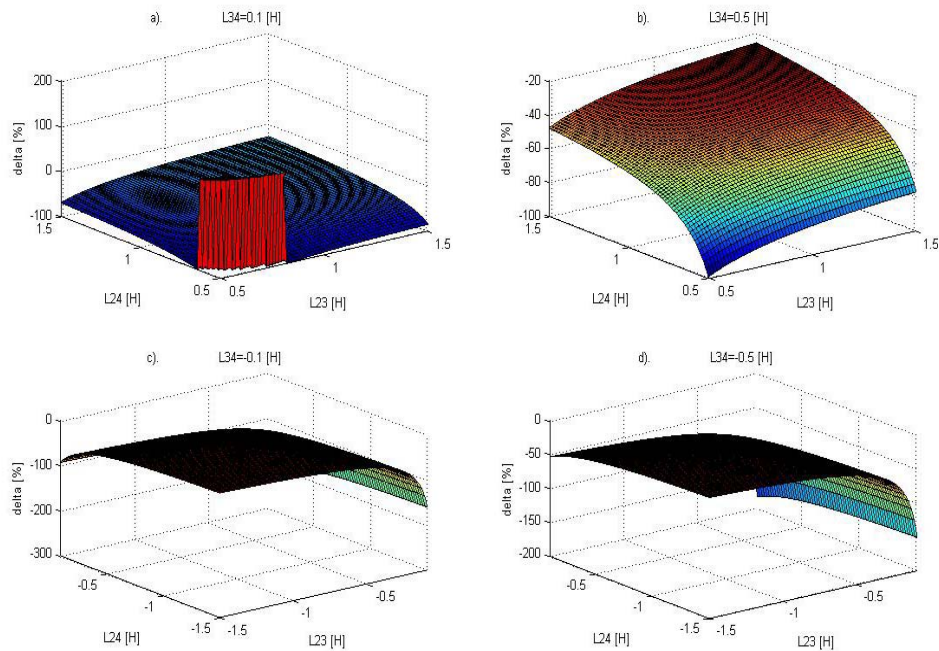 a). L34=0.1 [H]
200
100
0
-100
1.5
1
0.5
0.5
1
1.5
delta [%]
L24 [H]
L23 [H]
b). L34=0.5 [H]
-20
-40
-60
-80
-100
1.5
1
0.5
0.5
1
1.5
delta [%]
L24 [H]
L23 [H]
c). L34=-0.1 [H]
0
-100
-200
-300
-0.5
-1
-1.5
-1.5
-1
-0.5
delta [%]
L24 [H]
L23 [H]
d). L34=-0.5 [H]
0
-50
-100
-150
-200
-0.5
-1
-1.5
-1.5
-1
-0.5
delta [%]
L24 [H]
L23 [H]